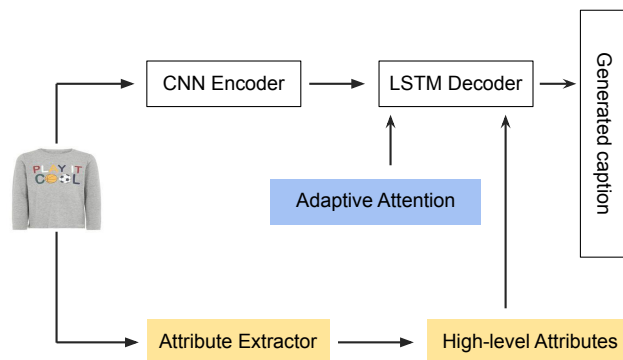 CNN Encoder
LSTM Decoder
Generated caption
PLAY IT
COOL
Adaptive Attention
Attribute Extractor
High-level Attributes